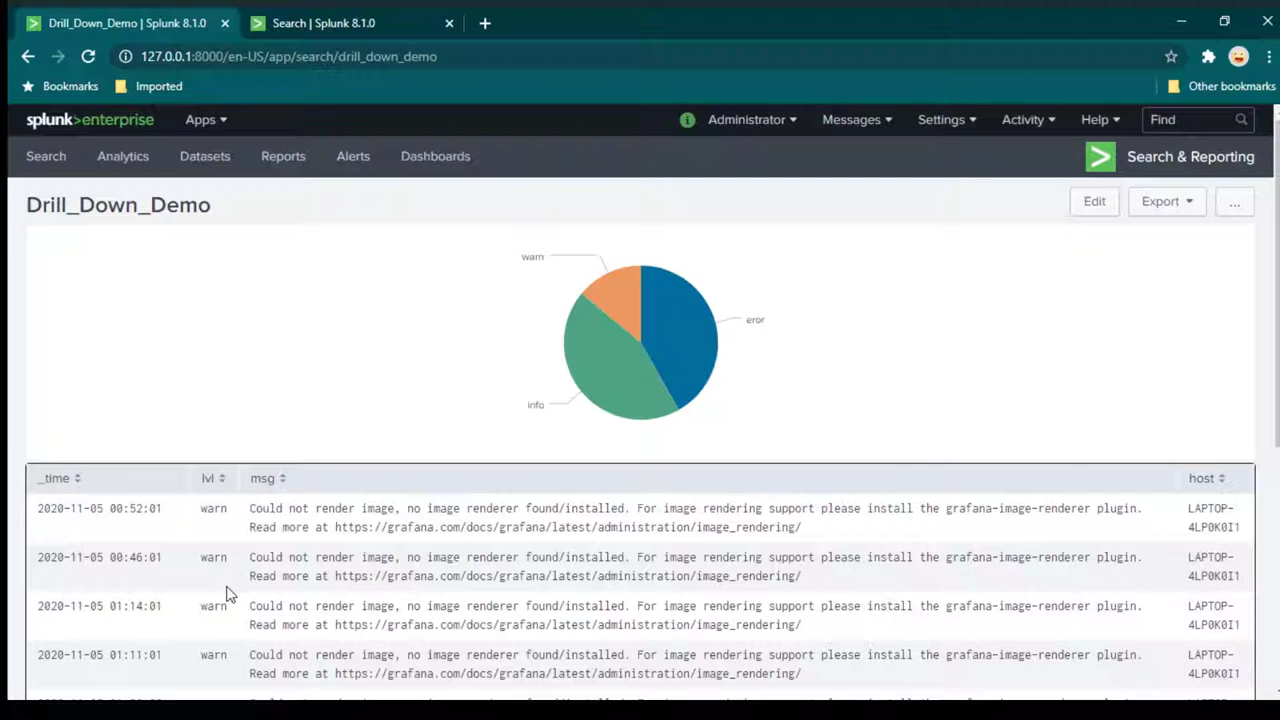 Drill_Down_Demo | Splunk 8.1.0
Search | Splunk 8.1.0
127.0.0.1:8000/en-US/app/search/drill_down_demo
Bookmarks Imported Other bookmarks
splunk>enterprise Apps Administrator Messages Settings Activity Help Find
Search Analytics Datasets Reports Alerts Dashboards Search & Reporting
Drill_Down_Demo Edit Export ...
warn
eror
info
_time lvl msg host
2020-11-05 00:52:01 warn Could not render image, no image renderer found/installed. For image rendering support please install the grafana-image-renderer plugin. LAPTOP-
Read more at https://grafana.com/docs/grafana/latest/administration/image_rendering/ 4LP0K0I1
2020-11-05 00:46:01 warn Could not render image, no image renderer found/installed. For image rendering support please install the grafana-image-renderer plugin. LAPTOP-
Read more at https://grafana.com/docs/grafana/latest/administration/image_rendering/ 4LP0K0I1
2020-11-05 01:14:01 warn Could not render image, no image renderer found/installed. For image rendering support please install the grafana-image-renderer plugin. LAPTOP-
Read more at https://grafana.com/docs/grafana/latest/administration/image_rendering/ 4LP0K0I1
2020-11-05 01:11:01 warn Could not render image, no image renderer found/installed. For image rendering support please install the grafana-image-renderer plugin. LAPTOP-
Read more at https://grafana.com/docs/grafana/latest/administration/image_rendering/ 4LP0K0I1